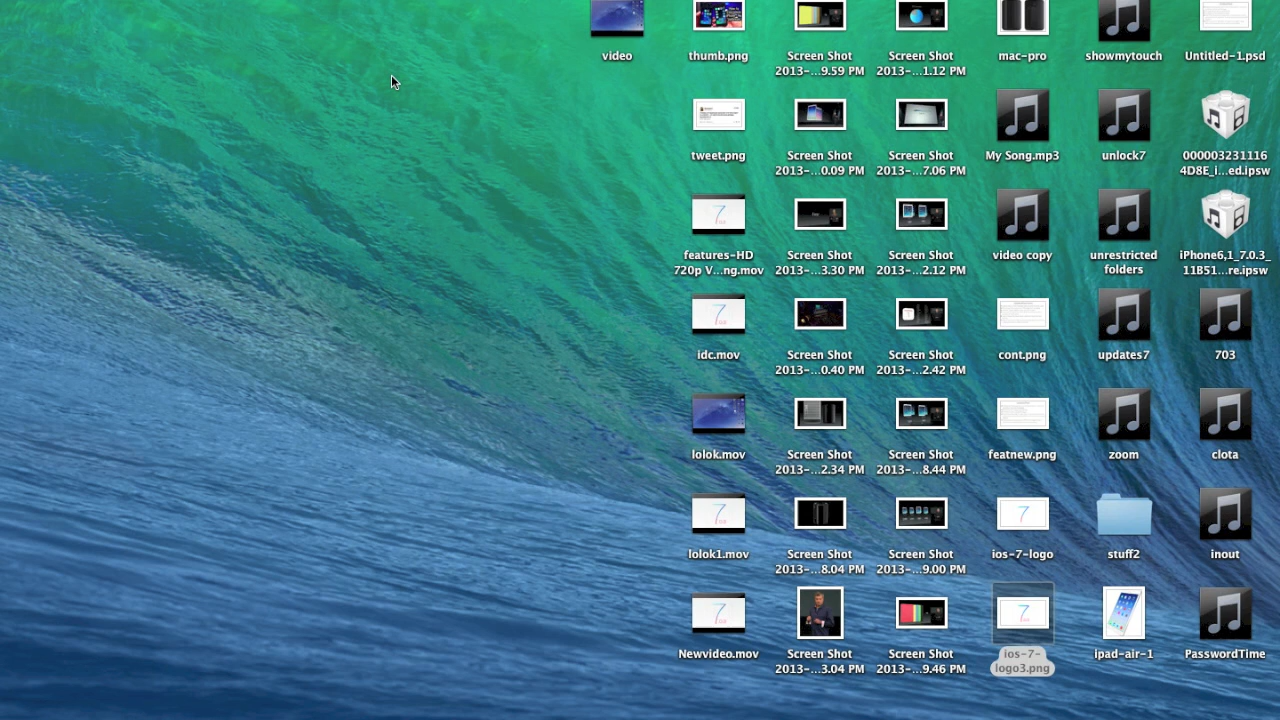 video
thumb.png
Screen Shot
2013-...9.59 PM
Screen Shot
2013-...1.12 PM
mac-pro
showmytouch
Untitled-1.psd
tweet.png
Screen Shot
2013-...0.09 PM
Screen Shot
2013-...7.06 PM
My Song.mp3
unlock7
000003231116
4D8E_i...ed.ipsw
features-HD
720p V...ng.mov
Screen Shot
2013-...3.30 PM
Screen Shot
2013-...2.12 PM
video copy
unrestricted
folders
iPhone6,1_7.0.3_
11B51...re.ipsw
idc.mov
Screen Shot
2013-...0.40 PM
Screen Shot
2013-...2.42 PM
cont.png
updates7
703
lolok.mov
Screen Shot
2013-...2.34 PM
Screen Shot
2013-...8.44 PM
featnew.png
zoom
clota
lolok1.mov
Screen Shot
2013-...8.04 PM
Screen Shot
2013-...9.00 PM
ios-7-logo
stuff2
inout
Newvideo.mov
Screen Shot
2013-...3.04 PM
Screen Shot
2013-...9.46 PM
ios-7-
logo3.png
ipad-air-1
PasswordTime